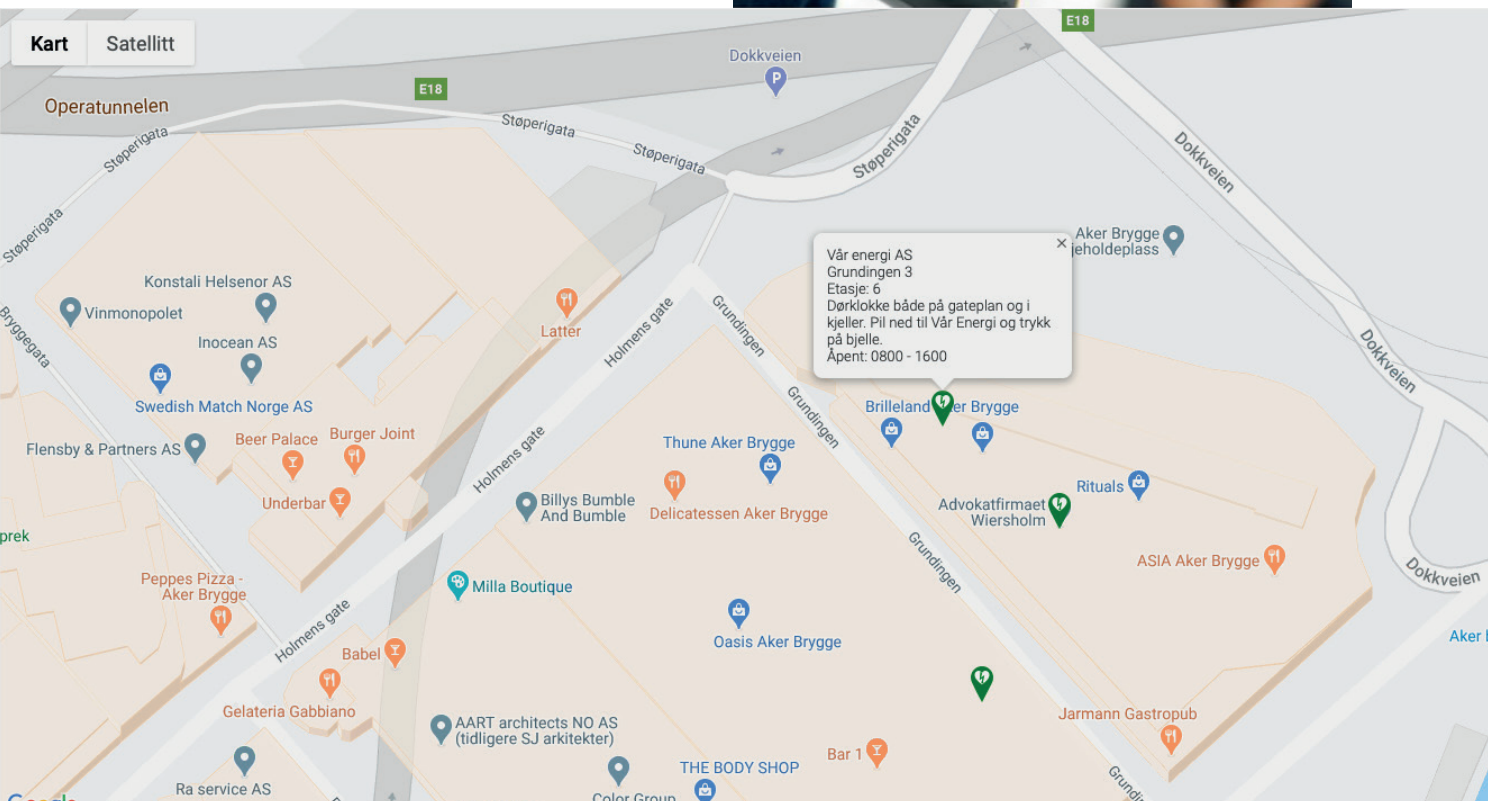 Kart
Satellitt
E18
Dokkveien
P
E18
Operatunnelen
Støperigata
Støperigata
Støperigata
Støperigata
Støperigata
Dokkveien
Vår energi AS
Grundingen 3
Etasje: 6
Dørklokke både på gateplan og i
kjeller. Pil ned til Vår Energi og trykk
på bjelle.
Åpent: 0800 - 1600
Aker Brygge
jeholdeplass
Konstali Helsenor AS
Vinmonopolet
Latter
Inocean AS
Bryggegata
Holmens gate
Grundingen
Dokkveien
Swedish Match Norge AS
Brilleland
er Brygge
Grundingen
Beer Palace
Burger Joint
Flensby & Partners AS
Thune Aker Brygge
Holmens gate
Underbar
Billys Bumble
And Bumble
Delicatessen Aker Brygge
Rituals
Advokatfirmaet
Wiersholm
prek
Grundingen
ASIA Aker Brygge
Dokkveien
Peppes Pizza -
Aker Brygge
Milla Boutique
Holmens gate
Oasis Aker Brygge
Aker
Babel
Gelateria Gabbiano
AART architects NO AS
(tidligere SJ arkitekter)
Jarmann Gastropub
Bar 1
THE BODY SHOP
Ra service AS
Color Group
Grundin
Google